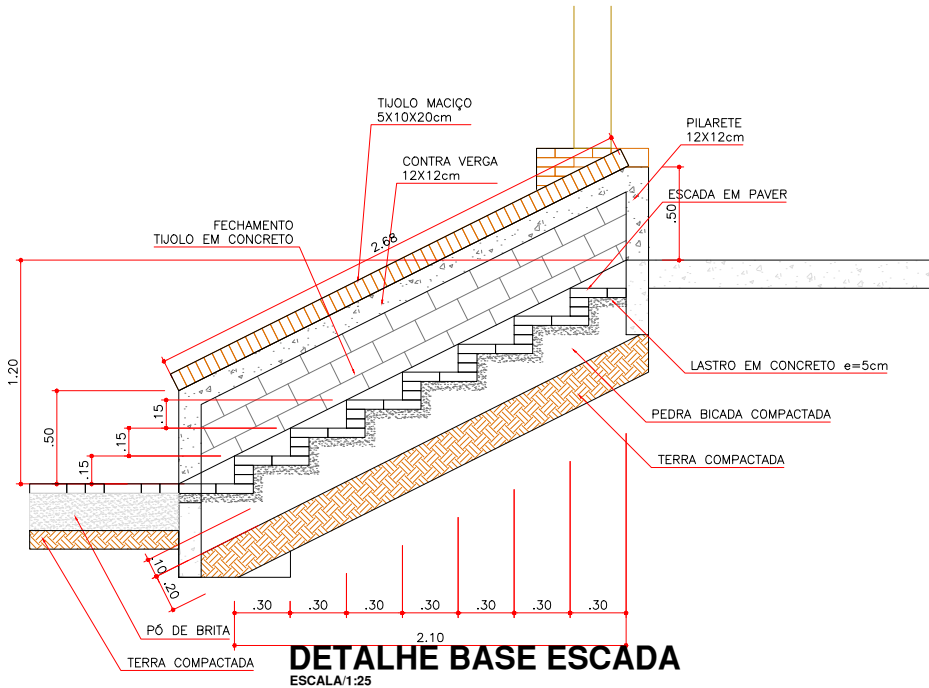 TIJOLO MACIÇO
5X10X20cm
PILARETE
12X12cm
CONTRA VERGA
12X12cm
ESCADA EM PAVER
FECHAMENTO
TIJOLO EM CONCRETO
2.68
.50
1.20
LASTRO EM CONCRETO e=5cm
.50
.15
.15
.15
PEDRA BICADA COMPACTADA
TERRA COMPACTADA
.10
.20
.30
.30
.30
.30
.30
.30
.30
PÓ DE BRITA
2.10
TERRA COMPACTADA
DETALHE BASE ESCADA
ESCALA/1:25